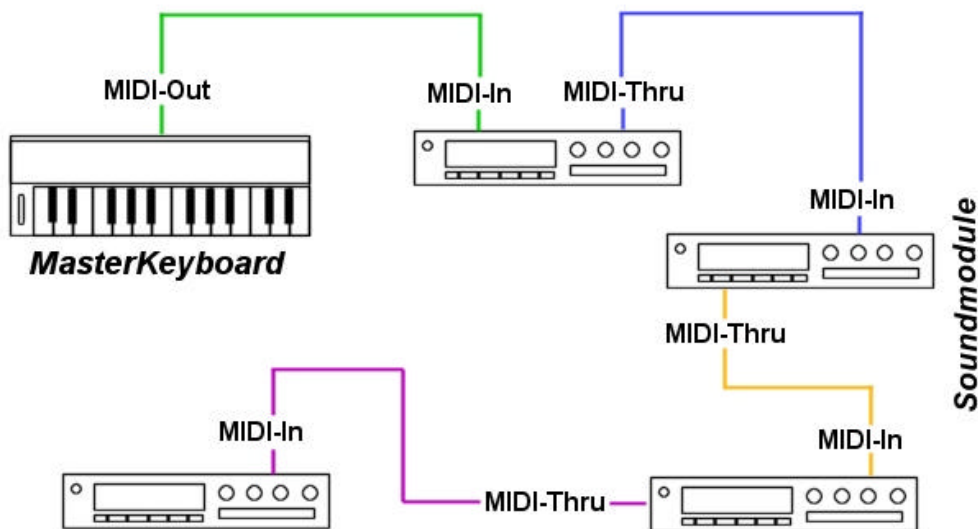 MIDI-Out
MIDI-In
MIDI-Thru
MasterKeyboard
MIDI-In
Soundmodule
MIDI-Thru
MIDI-In
MIDI-In
MIDI-Thru